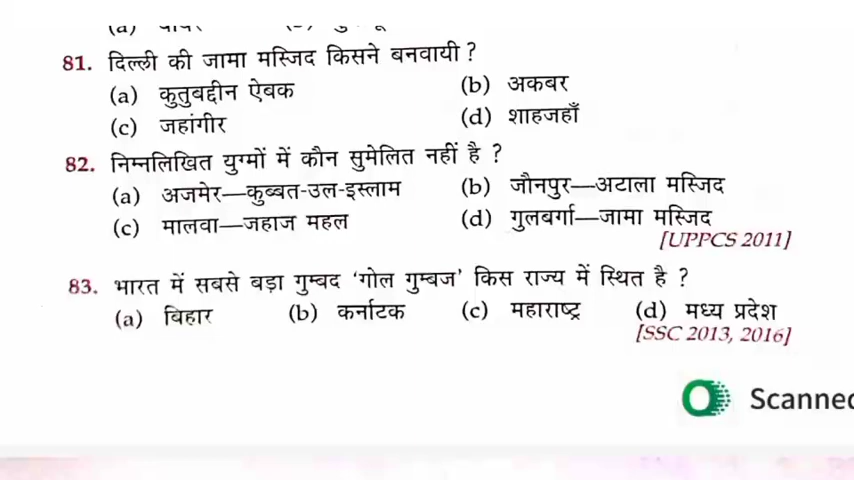 81. दिल्ली की जामा मस्जिद किसने बनवायी ?
(a) कुतुबद्दीन ऐबक (b) अकबर
(c) जहांगीर (d) शाहजहाँ
82. निम्नलिखित युग्मों में कौन सुमेलित नहीं है ?
(a) अजमेर—कुब्बत-उल-इस्लाम (b) जौनपुर—अटाला मस्जिद
(c) मालवा—जहाज महल (d) गुलबर्गा—जामा मस्जिद
[UPPCS 2011]
83. भारत में सबसे बड़ा गुम्बद ‘गोल गुम्बज’ किस राज्य में स्थित है ?
(a) बिहार (b) कर्नाटक (c) महाराष्ट्र (d) मध्य प्रदेश
[SSC 2013, 2016]
Scanned